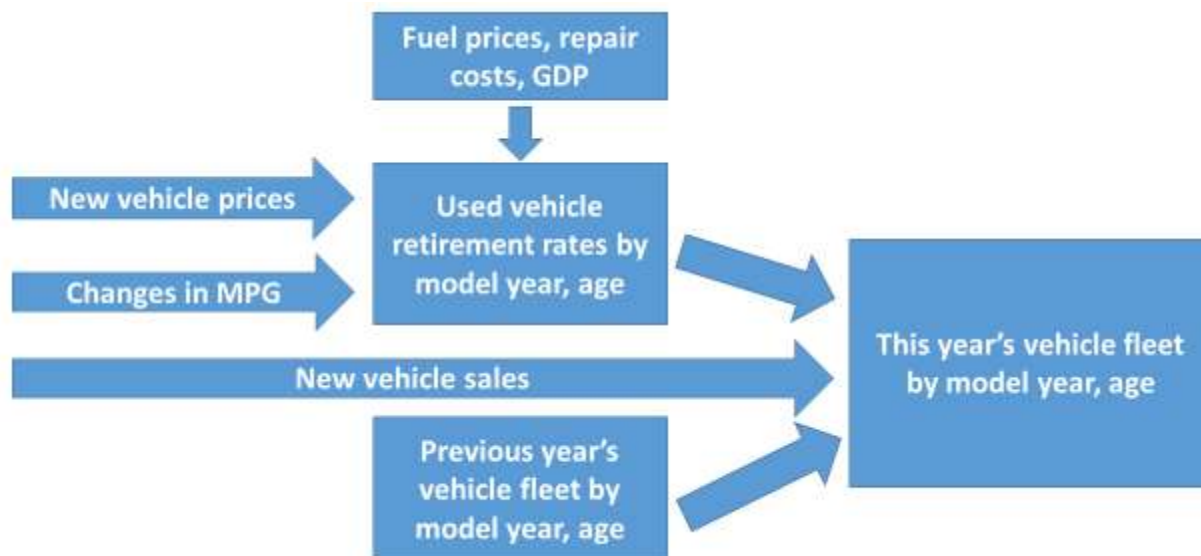 Fuel prices, repair
costs, GDP
New vehicle prices
Used vehicle
retirement rates by
model year, age
Changes in MPG
This year’s vehicle fleet
by model year, age
New vehicle sales
Previous year’s
vehicle fleet by
model year, age